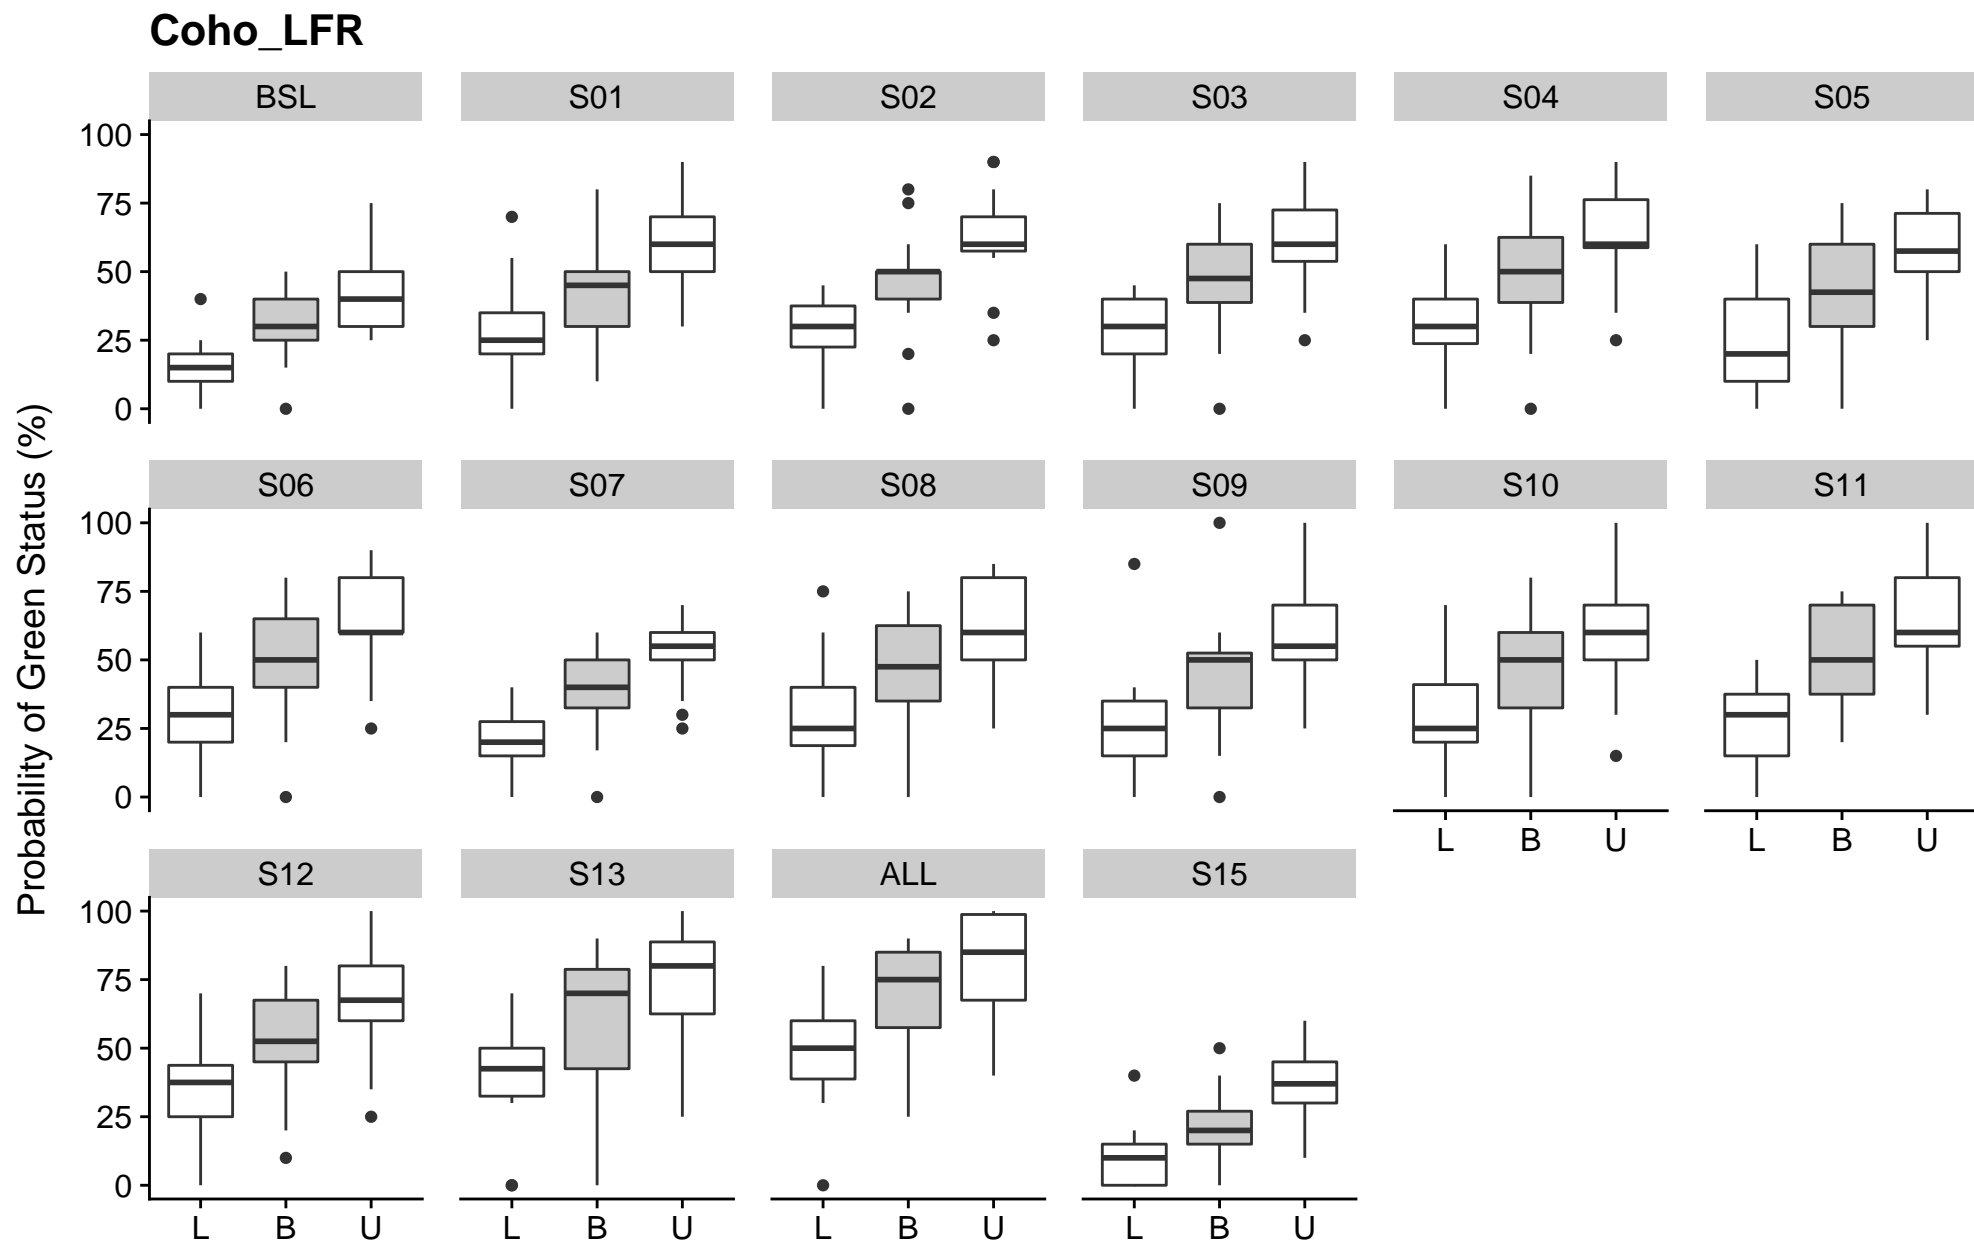 Coho_LFR
BSL S01 S02 S03 S04 S05
100
75
50
25
0
S06 S07 S08 S09 S10 S11
100
75
50
25
0
L B U L B U
S12 S13 ALL S15
100
75
50
25
0
L B U L B U L B U L B U
Probability of Green Status (%)